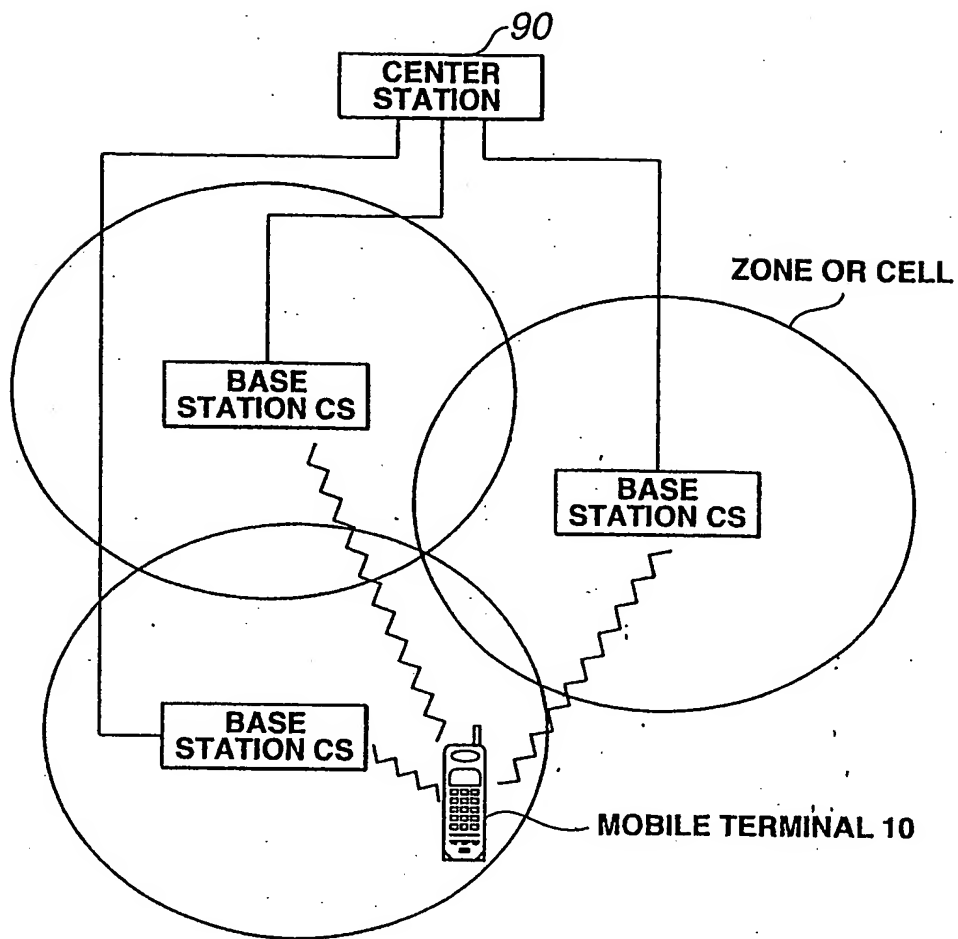 90
CENTER
STATION
ZONE OR CELL
BASE
STATION CS
BASE
STATION CS
BASE
STATION CS
MOBILE TERMINAL 10